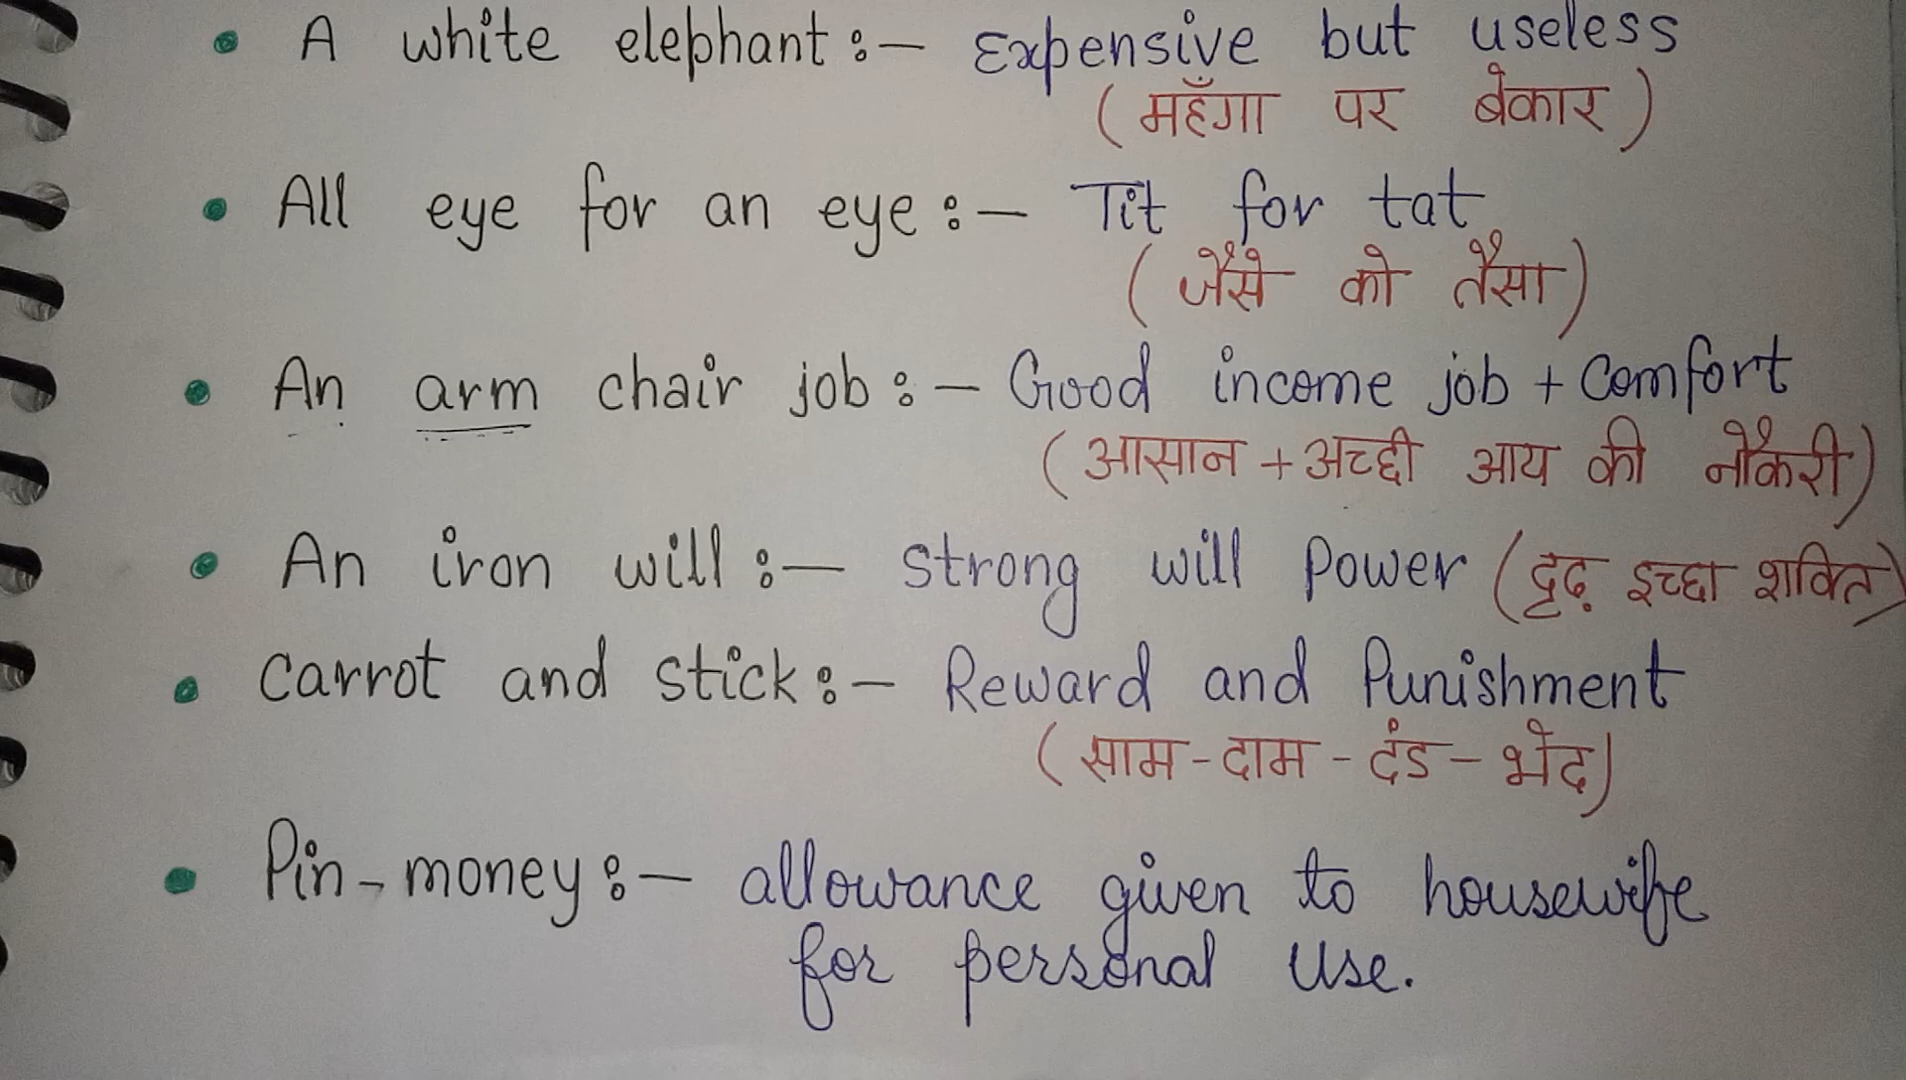 • A white elephant :— Expensive but useless
(महँगा पर बेकार)
• All eye for an eye :— Tit for tat
(जैसे को तैसा)
• An arm chair job :— Good income job + Comfort
(आसान + अच्छी आय की नौकरी)
• An iron will :— Strong will Power (दृढ़ इच्छा शक्ति)
• Carrot and stick :— Reward and Punishment
(साम - दाम - दंड - भेद)
• Pin-money :— allowance given to housewife
for personal use.